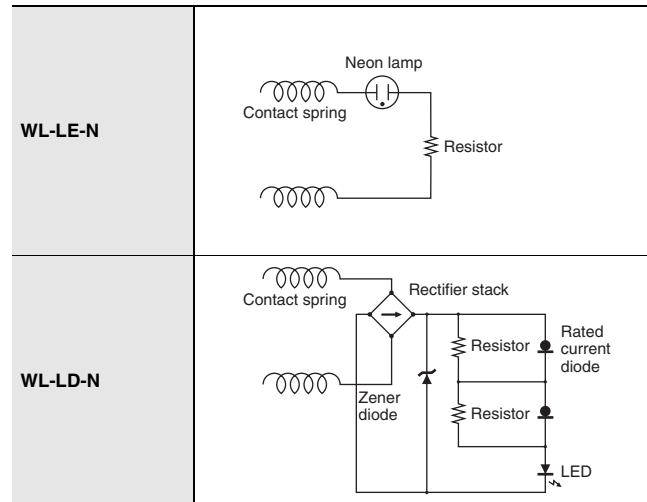 WL-LE-N
Neon lamp
Contact spring
Resistor
WL-LD-N
Contact spring
Rectifier stack
Resistor
Rated
current
diode
Zener
diode
Resistor
LED